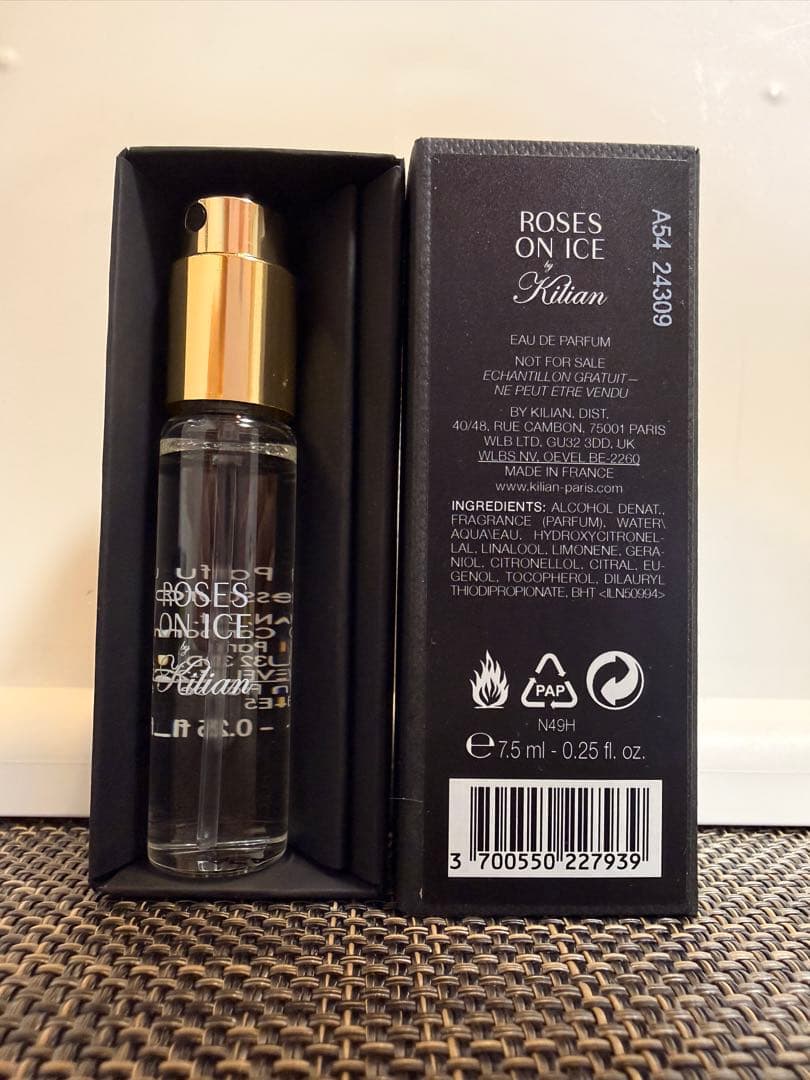 ROSES
ON ICE
by
Kilian
ROSES
ON ICE
by
Kilian
A54 24309
EAU DE PARFUM
NOT FOR SALE
ECHANTILLON GRATUIT—
NE PEUT ETRE VENDU
BY KILIAN, DIST.
40/48, RUE CAMBON, 75001 PARIS
WLB LTD, GU32 3DD, UK
WLBS NV, OEVEL BE-2260
MADE IN FRANCE
www.kilian-paris.com
INGREDIENTS: ALCOHOL DENAT.,
FRAGRANCE (PARFUM), WATER\
AQUA\EAU, HYDROXYCITRONEL-
LAL, LINALOOL, LIMONENE, GERA-
NIOL, CITRONELLOL, CITRAL, EU-
GENOL, TOCOPHEROL, DILAURYL
THIODIPROPIONATE, BHT <ILN50994>
PAP
N49H
e 7.5 ml - 0.25 fl. oz.
3 700550 227939